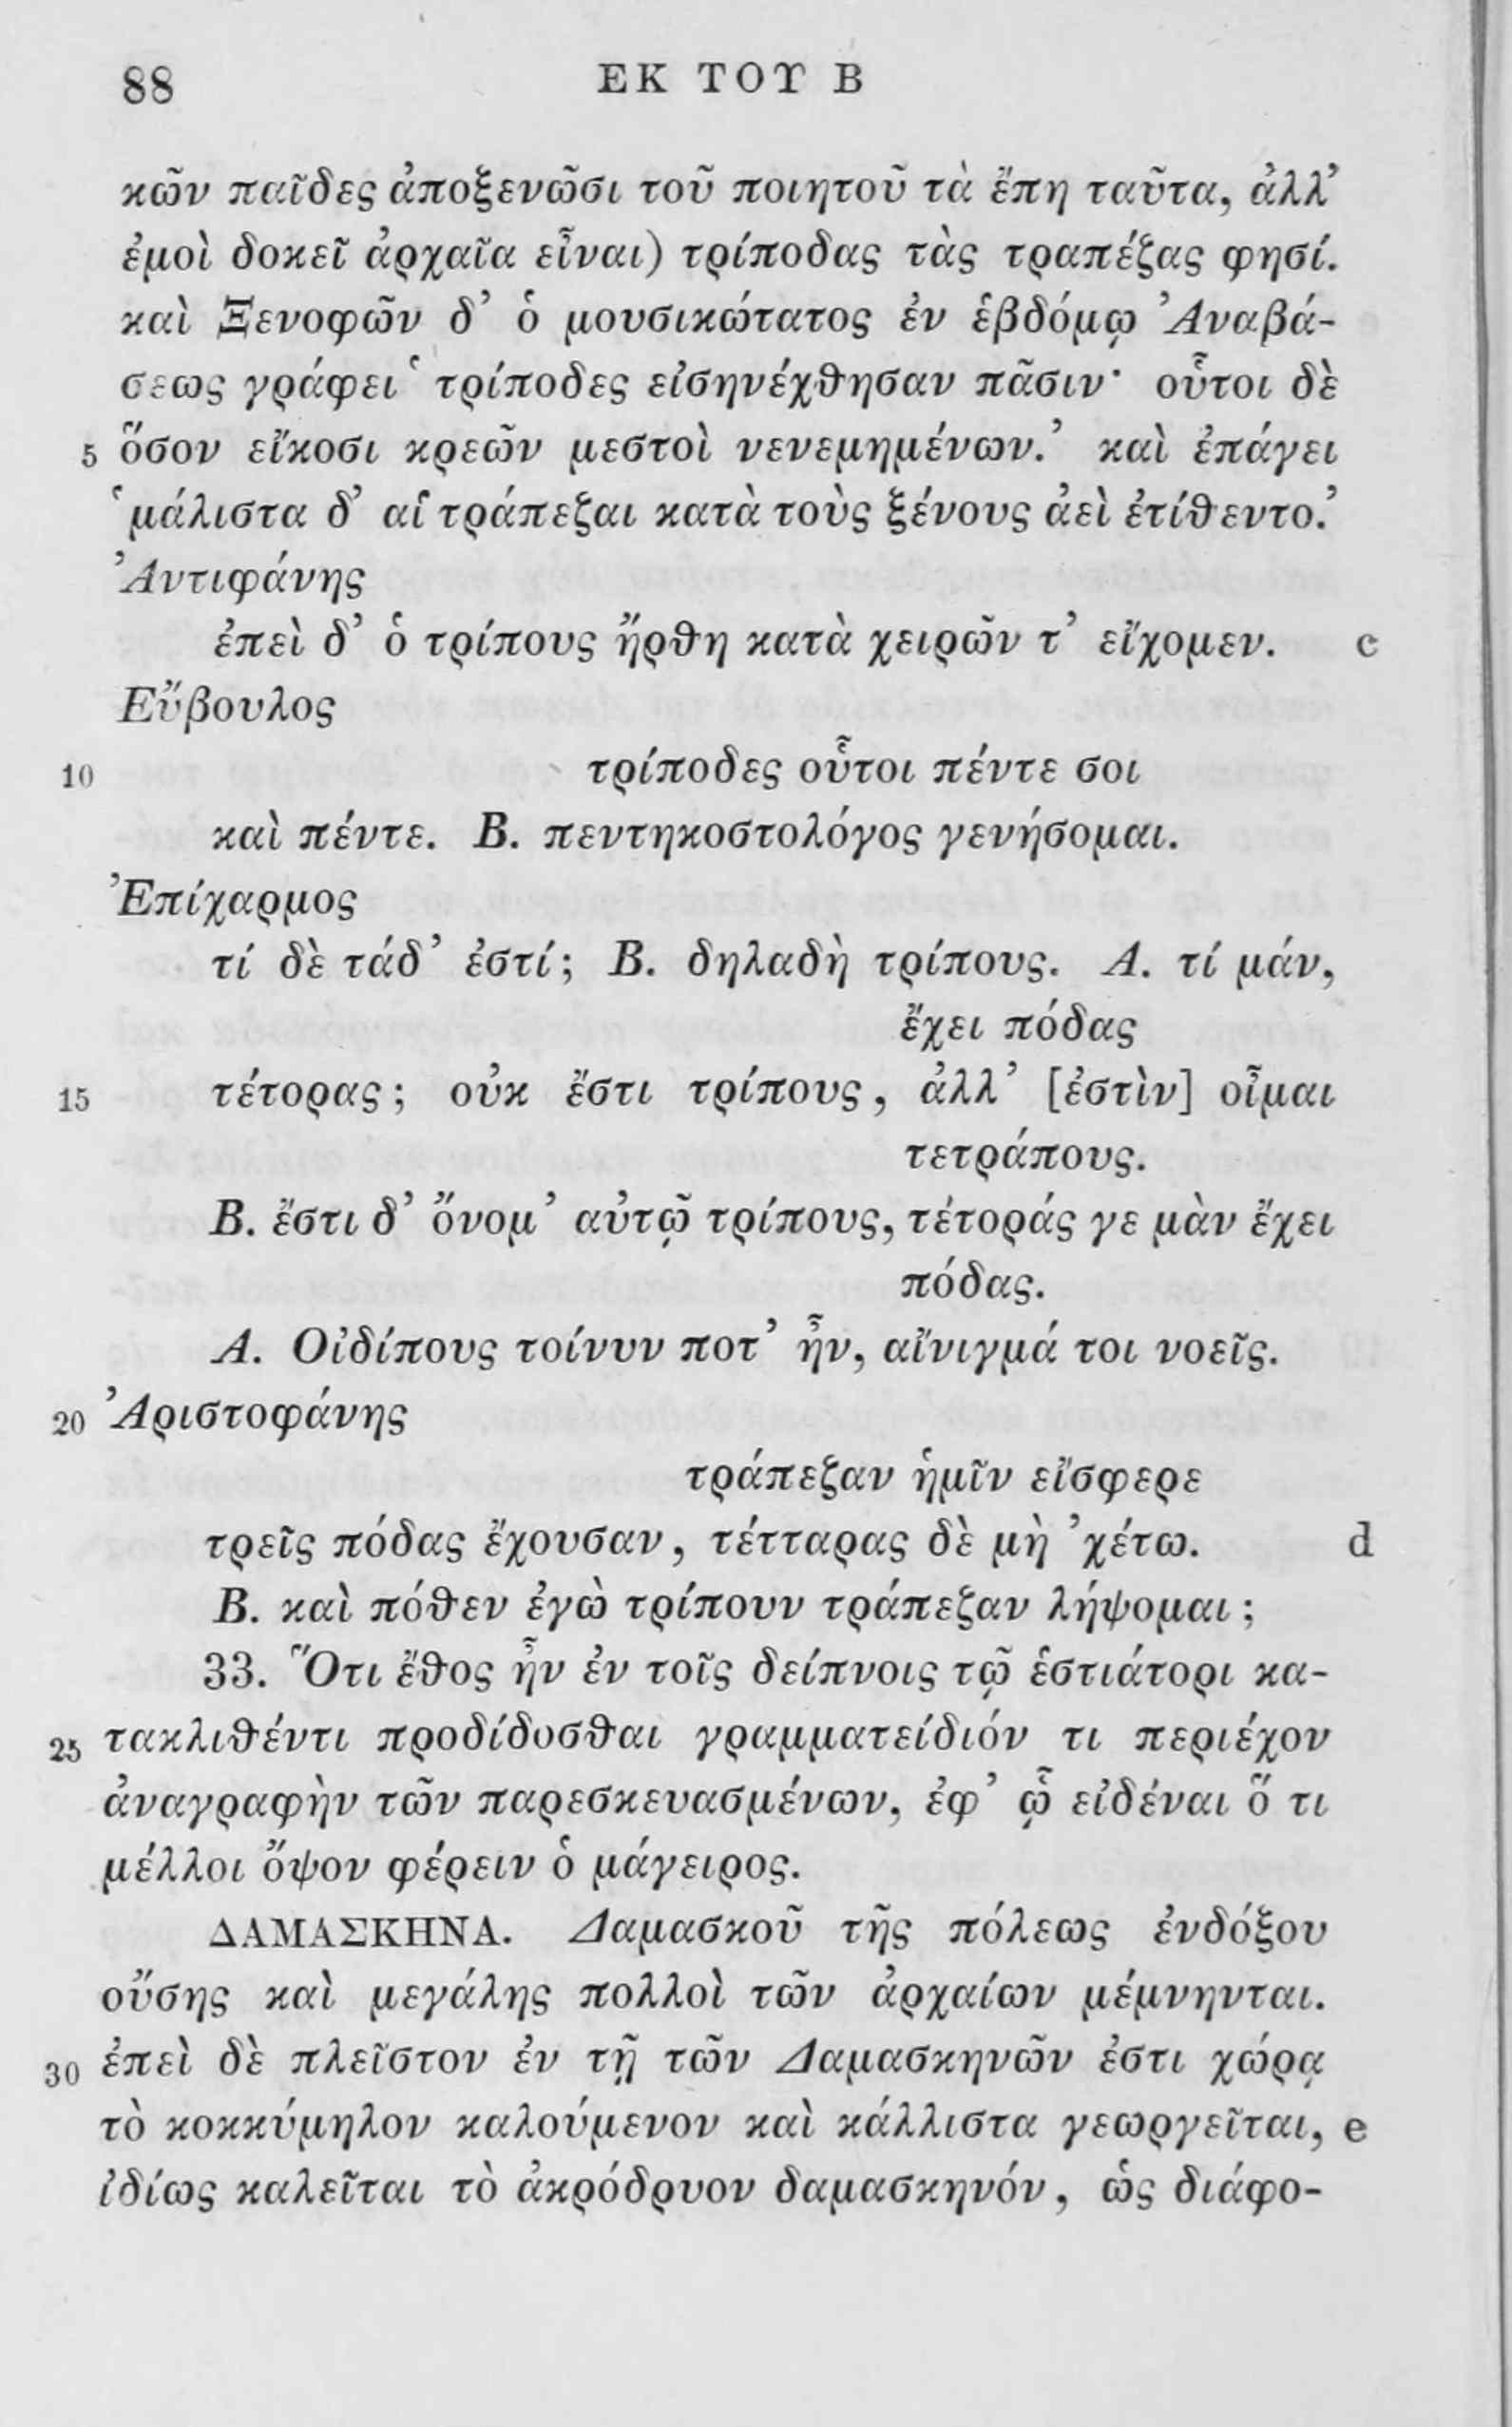 88 ΕΚ ΤΟΥ Β
κῶν παῖδες ἀποξενῶσι τοῦ ποιητοῦ τὰ ἔπη ταῦτα, ἀλλ’
ἐμοὶ δοκεῖ ἀρχαῖα εἶναι) τρίποδας τὰς τραπέζας φησί.
καὶ Ξενοφῶν δ’ ὁ μουσικώτατος ἐν ἑβδόμῳ Ἀναβά-
σεως γράφει ‘τρίποδες εἰσηνέχθησαν πᾶσιν· οὗτοι δὲ
5 ὅσον εἴκοσι κρεῶν μεστοὶ νενεμημένων.’ καὶ ἐπάγει
‘μάλιστα δ’ αἱ τράπεζαι κατὰ τοὺς ξένους ἀεὶ ἐτίθεντο.’
Ἀντιφάνης
ἐπεὶ δ’ ὁ τρίπους ἤρθη κατὰ χειρῶν τ’ εἴχομεν. c
Εὔβουλος
10 τρίποδες οὗτοι πέντε σοι
καὶ πέντε. Β. πεντηκοστολόγος γενήσομαι.
Ἐπίχαρμος
τί δὲ τάδ’ ἐστί; Β. δηλαδὴ τρίπους. Α. τί μάν,
ἔχει πόδας
15 τέτορας; οὐκ ἔστι τρίπους, ἀλλ’ [ἐστὶν] οἶμαι
τετράπους.
Β. ἔστι δ’ ὄνομ’ αὐτῷ τρίπους, τέτοράς γε μὰν ἔχει
πόδας.
Α. Οἰδίπους τοίνυν ποτ’ ἦν, αἴνιγμά τοι νοεῖς.
20 Ἀριστοφάνης
τράπεζαν ἡμῖν εἴσφερε
τρεῖς πόδας ἔχουσαν, τέτταρας δὲ μὴ ’χέτω. d
Β. καὶ πόθεν ἐγὼ τρίπουν τράπεζαν λήψομαι;
33. Ὅτι ἔθος ἦν ἐν τοῖς δείπνοις τῷ ἑστιάτορι κα-
25 τακλιθέντι προδίδοσθαι γραμματείδιόν τι περιέχον
ἀναγραφὴν τῶν παρεσκευασμένων, ἐφ’ ᾧ εἰδέναι ὅ τι
μέλλοι ὄψον φέρειν ὁ μάγειρος.
ΔΑΜΑΣΚΗΝΑ. Δαμασκοῦ τῆς πόλεως ἐνδόξου
οὔσης καὶ μεγάλης πολλοὶ τῶν ἀρχαίων μέμνηνται.
30 ἐπεὶ δὲ πλεῖστον ἐν τῇ τῶν Δαμασκηνῶν ἐστι χώρᾳ
τὸ κοκκύμηλον καλούμενον καὶ κάλλιστα γεωργεῖται, e
ἰδίως καλεῖται τὸ ἀκρόδρυον δαμασκηνόν, ὡς διάφο-